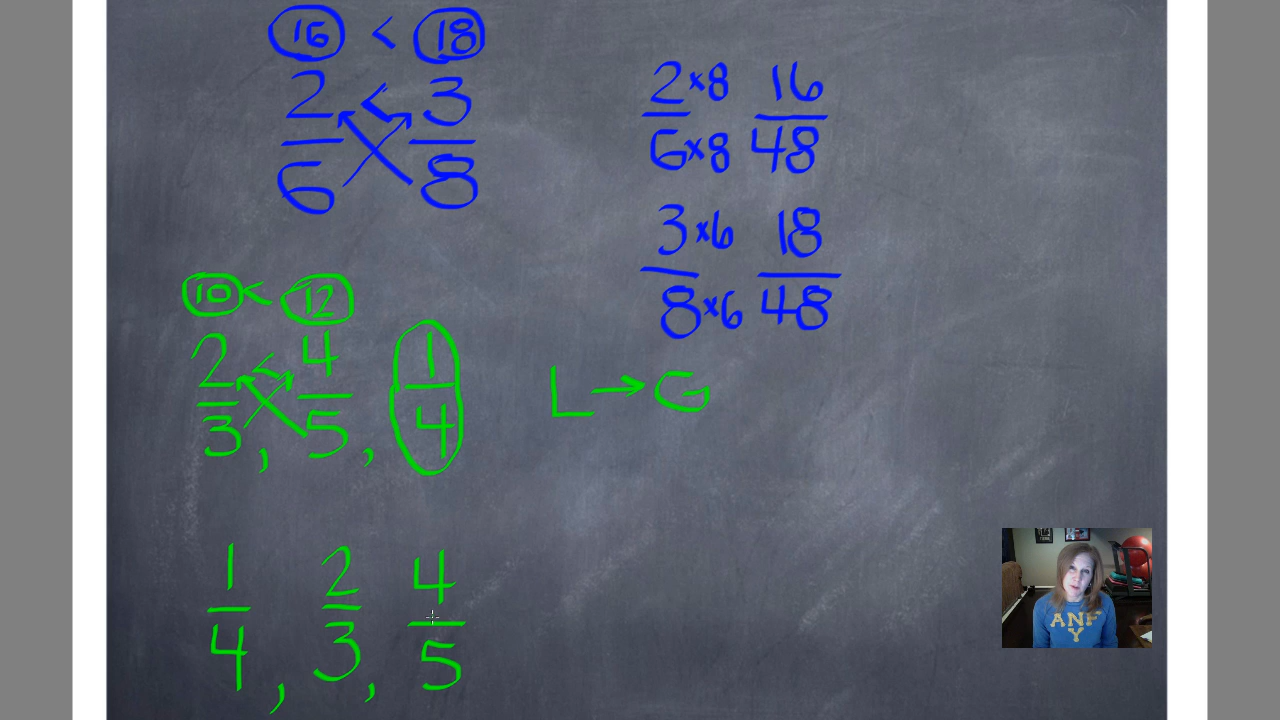 16 < 18
2/6 < 3/8
2×8/6×8 16/48
3×6/8×6 18/48
10 < 12
2/3 < , 4/5 , 1/4
L → G
1/4 , 2/3 , 4/5
ANF
Y